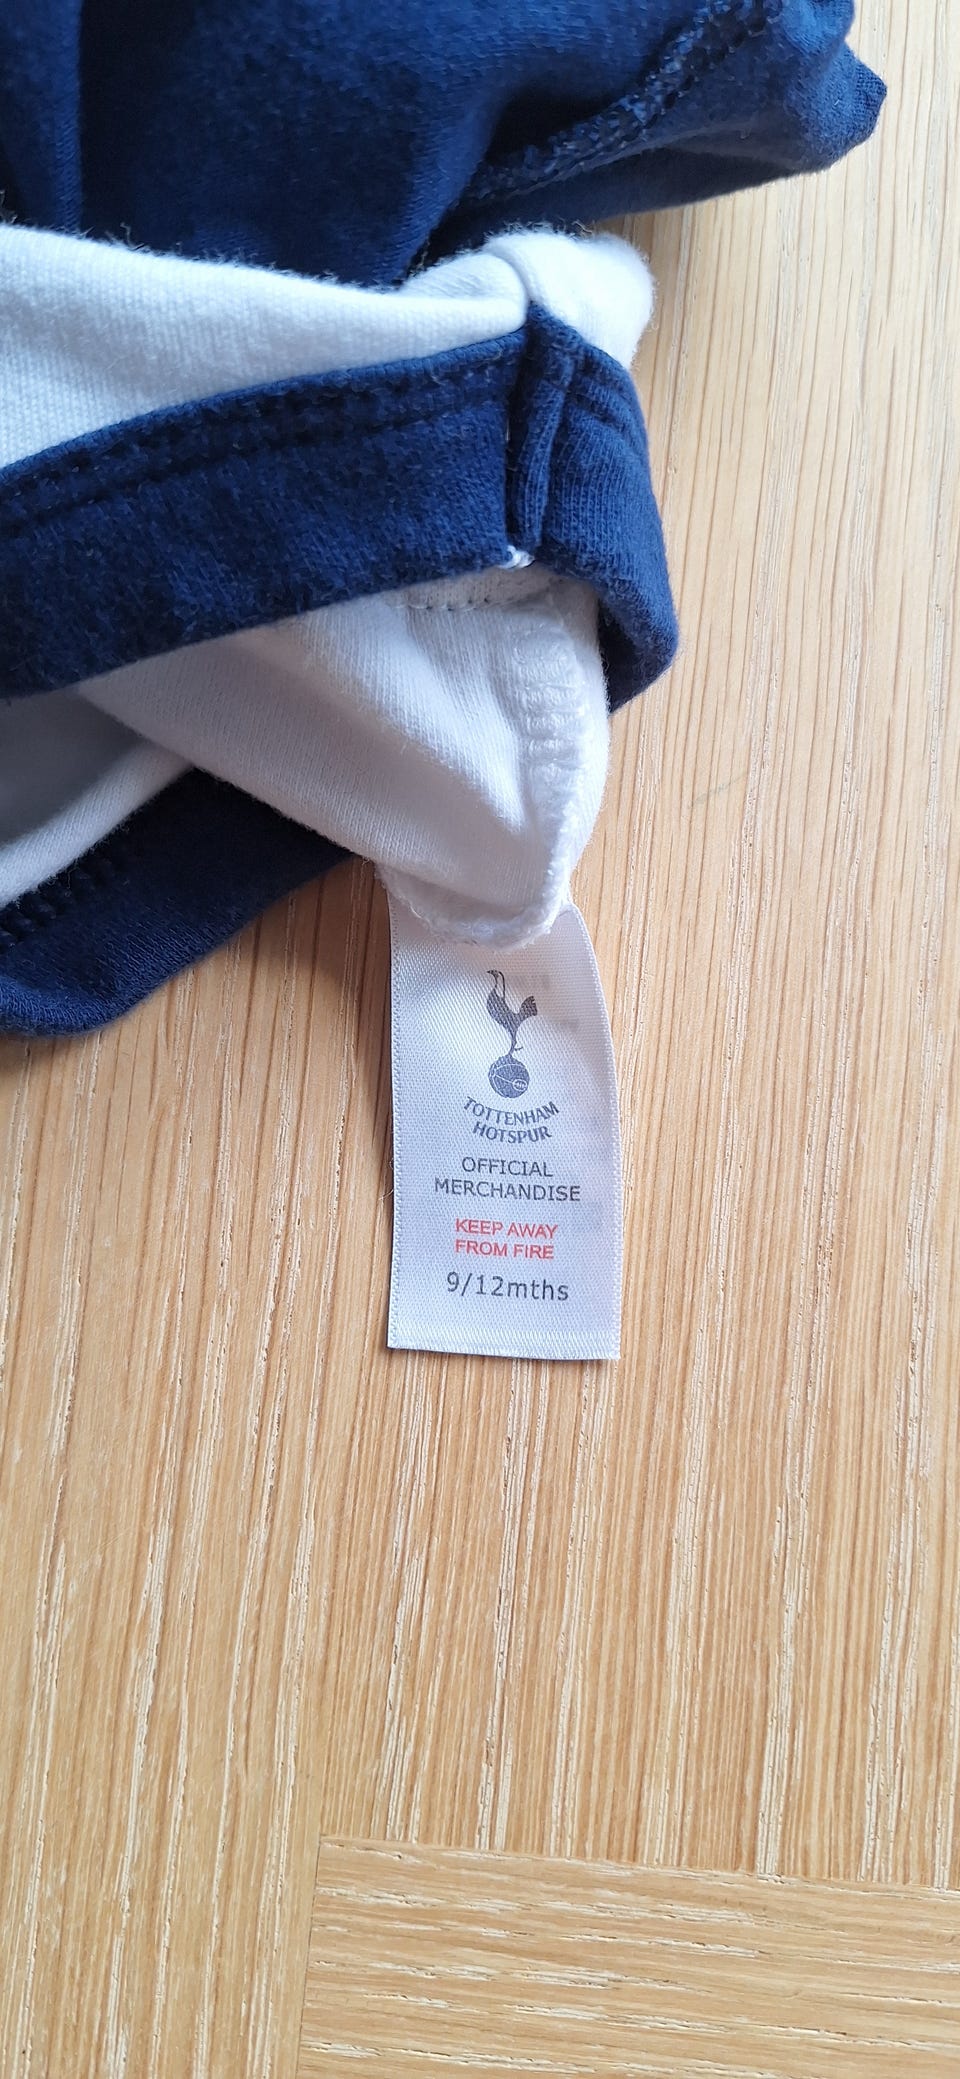 TOTTENHAM
HOTSPUR
OFFICIAL
MERCHANDISE
KEEP AWAY
FROM FIRE
9/12mths